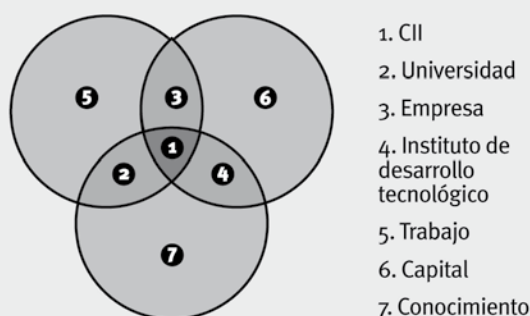 5
3
6
1
2
4
7
1. CII
2. Universidad
3. Empresa
4. Instituto de
desarrollo
tecnológico
5. Trabajo
6. Capital
7. Conocimiento